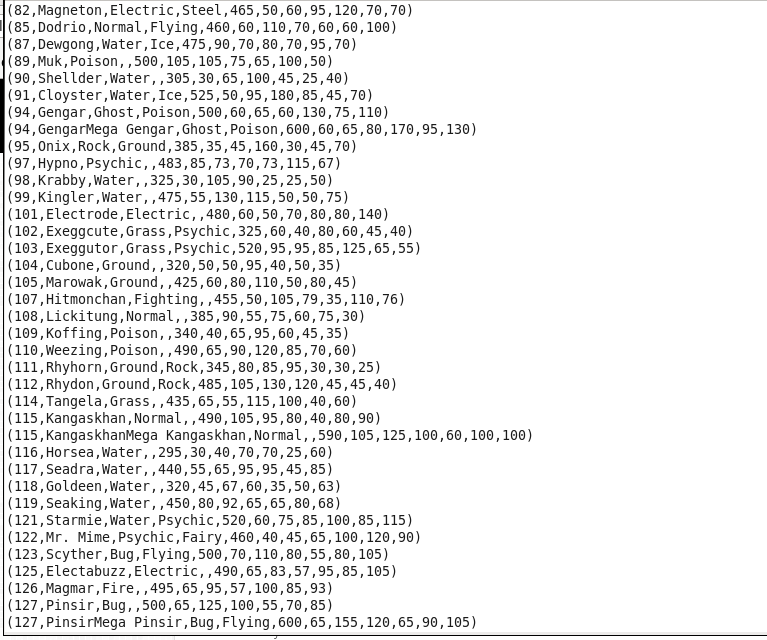 (82,Magneton,Electric,Steel,465,50,60,95,120,70,70)
(85,Dodrio,Normal,Flying,460,60,110,70,60,60,100)
(87,Dewgong,Water,Ice,475,90,70,80,70,95,70)
(89,Muk,Poison,,500,105,105,75,65,100,50)
(90,Shellder,Water,,305,30,65,100,45,25,40)
(91,Cloyster,Water,Ice,525,50,95,180,85,45,70)
(94,Gengar,Ghost,Poison,500,60,65,60,130,75,110)
(94,GengarMega Gengar,Ghost,Poison,600,60,65,80,170,95,130)
(95,Onix,Rock,Ground,385,35,45,160,30,45,70)
(97,Hypno,Psychic,,483,85,73,70,73,115,67)
(98,Krabby,Water,,325,30,105,90,25,25,50)
(99,Kingler,Water,,475,55,130,115,50,50,75)
(101,Electrode,Electric,,480,60,50,70,80,80,140)
(102,Exeggcute,Grass,Psychic,325,60,40,80,60,45,40)
(103,Exeggutor,Grass,Psychic,520,95,95,85,125,65,55)
(104,Cubone,Ground,,320,50,50,95,40,50,35)
(105,Marowak,Ground,,425,60,80,110,50,80,45)
(107,Hitmonchan,Fighting,,455,50,105,79,35,110,76)
(108,Lickitung,Normal,,385,90,55,75,60,75,30)
(109,Koffing,Poison,,340,40,65,95,60,45,35)
(110,Weezing,Poison,,490,65,90,120,85,70,60)
(111,Rhyhorn,Ground,Rock,345,80,85,95,30,30,25)
(112,Rhydon,Ground,Rock,485,105,130,120,45,45,40)
(114,Tangela,Grass,,435,65,55,115,100,40,60)
(115,Kangaskhan,Normal,,490,105,95,80,40,80,90)
(115,KangaskhanMega Kangaskhan,Normal,,590,105,125,100,60,100,100)
(116,Horsea,Water,,295,30,40,70,70,25,60)
(117,Seadra,Water,,440,55,65,95,95,45,85)
(118,Goldeen,Water,,320,45,67,60,35,50,63)
(119,Seaking,Water,,450,80,92,65,65,80,68)
(121,Starmie,Water,Psychic,520,60,75,85,100,85,115)
(122,Mr. Mime,Psychic,Fairy,460,40,45,65,100,120,90)
(123,Scyther,Bug,Flying,500,70,110,80,55,80,105)
(125,Electabuzz,Electric,,490,65,83,57,95,85,105)
(126,Magmar,Fire,,495,65,95,57,100,85,93)
(127,Pinsir,Bug,,500,65,125,100,55,70,85)
(127,PinsirMega Pinsir,Bug,Flying,600,65,155,120,65,90,105)